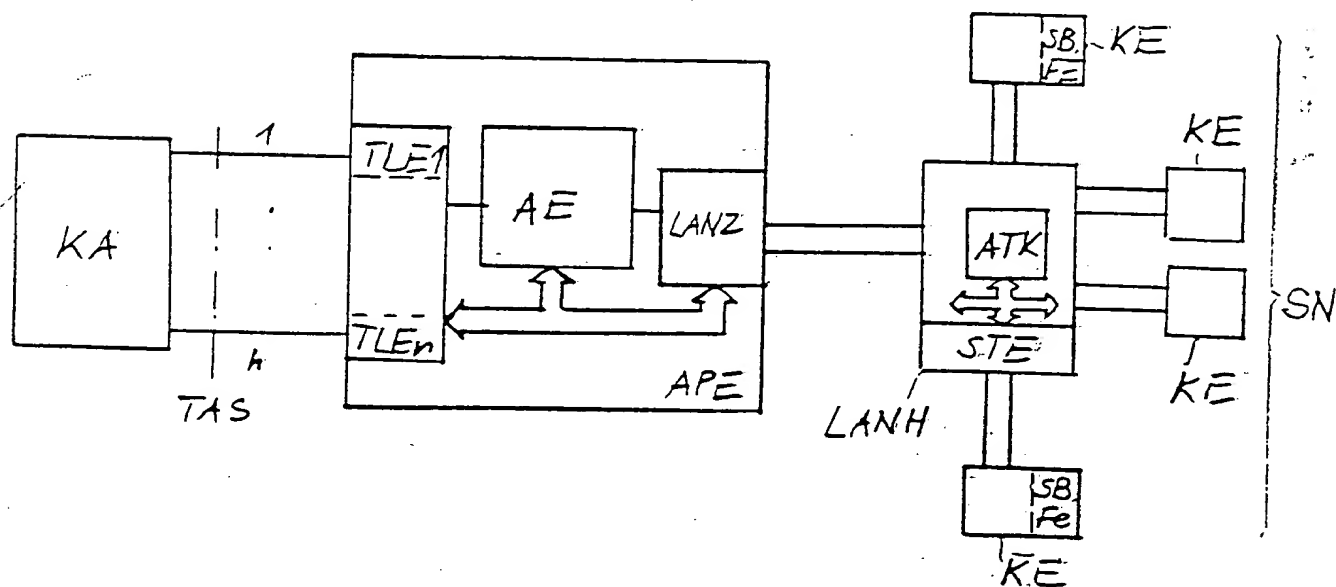 KA
1
n
TAS
TLE1
TLEn
AE
LANZ
APE
ATK
STE
LANH
SB
FE
KE
KE
KE
SB
Fe
KE
SN